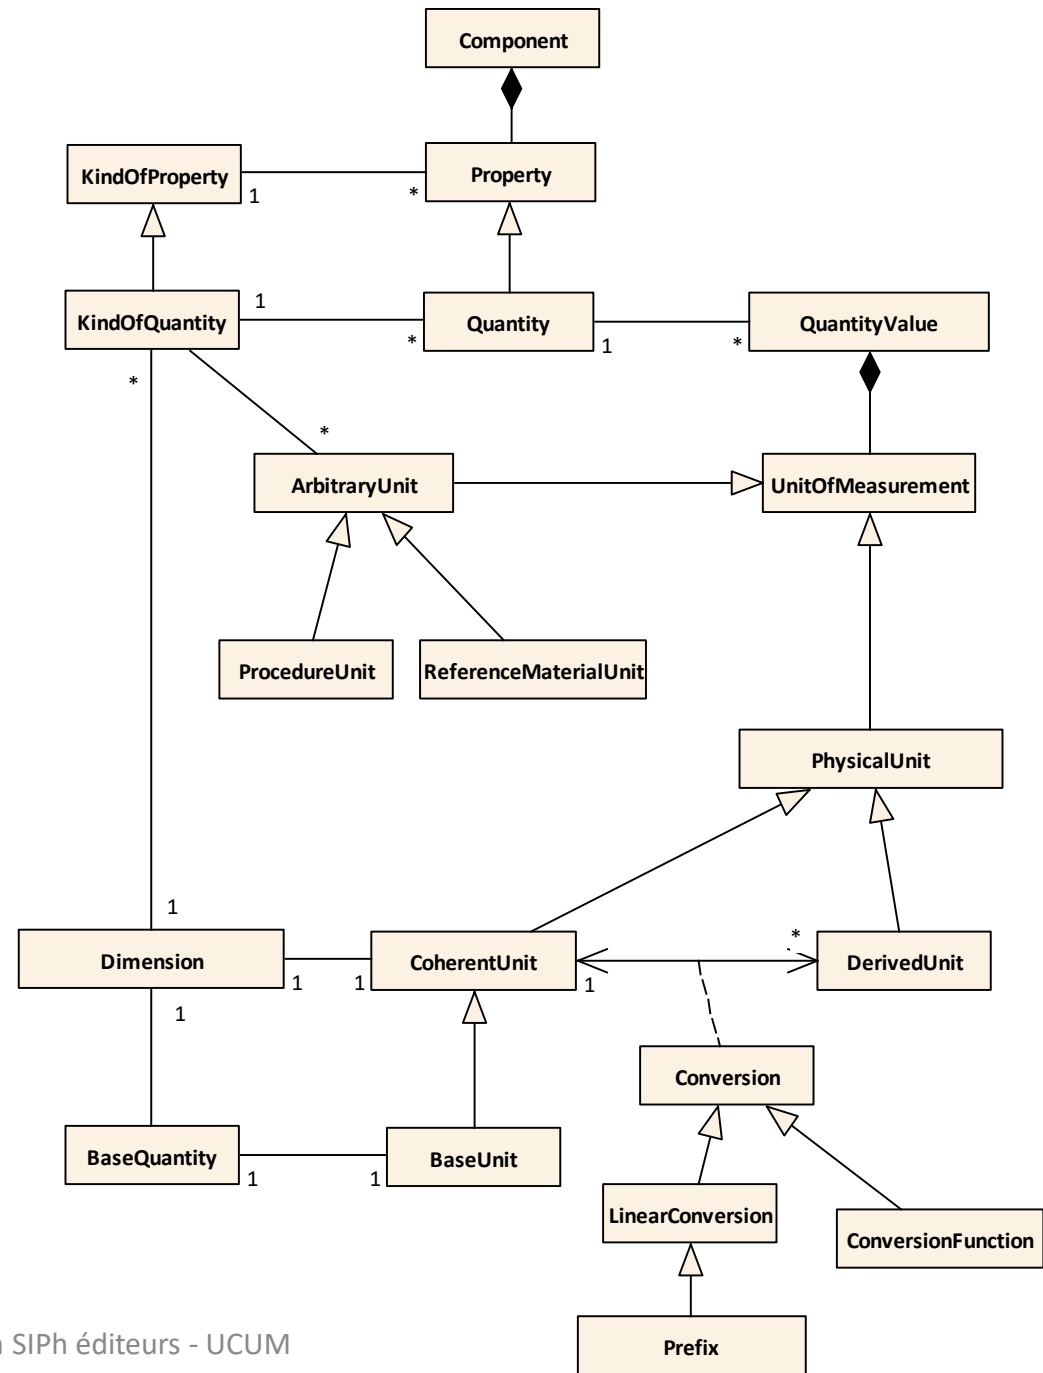 Component
KindOfProperty
1
*
Property
KindOfQuantity
1
*
Quantity
1
*
QuantityValue
*
*
ArbitraryUnit
UnitOfMeasurement
ProcedureUnit
ReferenceMaterialUnit
PhysicalUnit
1
Dimension
1
1
CoherentUnit
1
*
DerivedUnit
1
Conversion
BaseQuantity
1
1
BaseUnit
LinearConversion
ConversionFunction
Prefix
SIPh éditeurs - UCUM